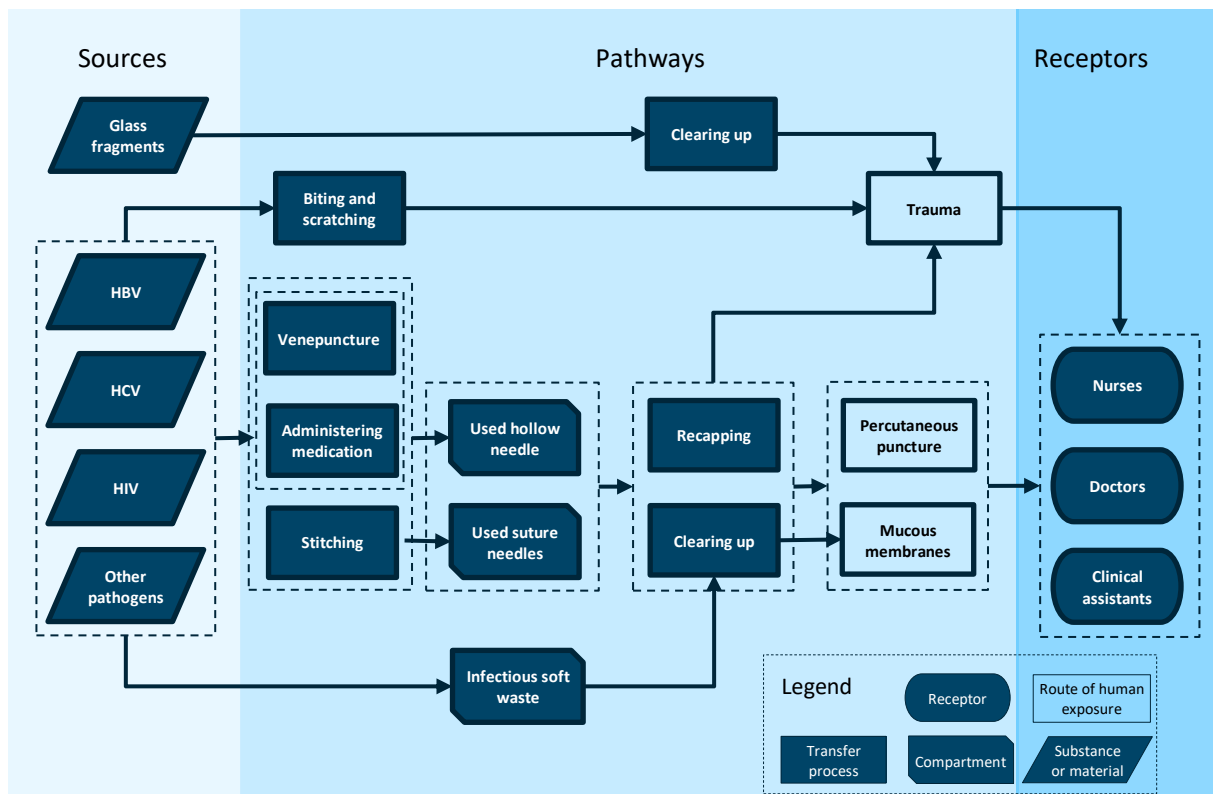 Sources
Pathways
Receptors
Glass
fragments
Clearing up
Biting and
scratching
Trauma
HBV
HCV
HIV
Other
pathogens
Venepuncture
Administering
medication
Stitching
Used hollow
needle
Used suture
needles
Recapping
Clearing up
Percutaneous
puncture
Mucous
membranes
Nurses
Doctors
Clinical
assistants
Infectious soft
waste
Legend
Receptor
Route of human
exposure
Transfer
process
Compartment
Substance
or material